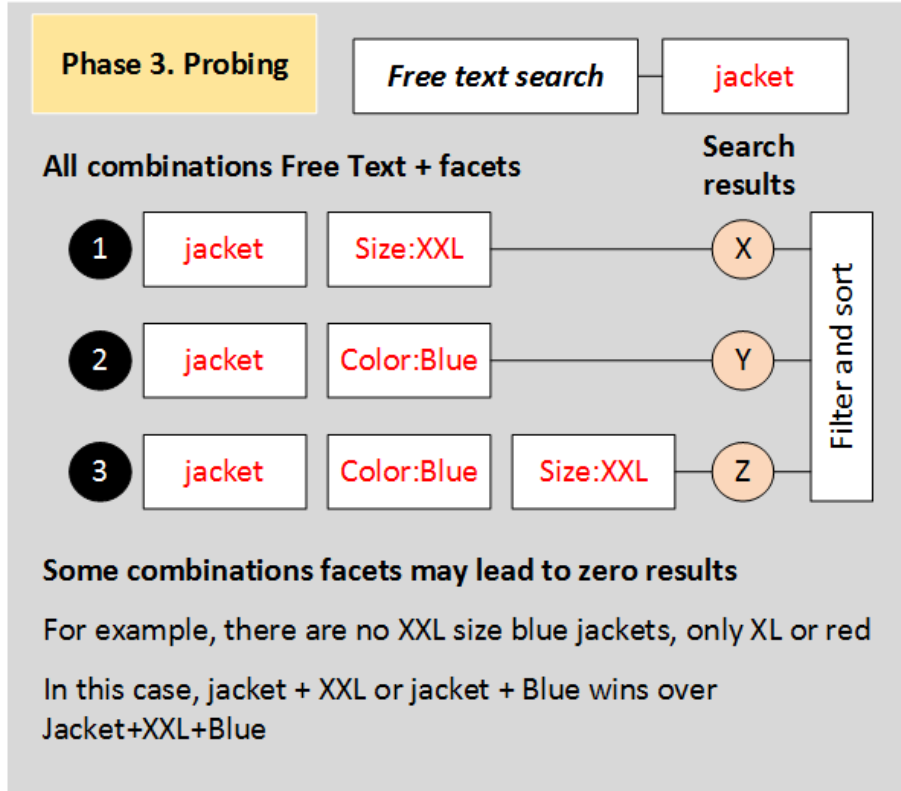 Phase 3. Probing
Free text search
jacket
All combinations Free Text + facets
Search
results
1
jacket
Size:XXL
X
2
jacket
Color:Blue
Y
3
jacket
Color:Blue
Size:XXL
Z
Filter and sort
Some combinations facets may lead to zero results
For example, there are no XXL size blue jackets, only XL or red
In this case, jacket + XXL or jacket + Blue wins over
Jacket+XXL+Blue